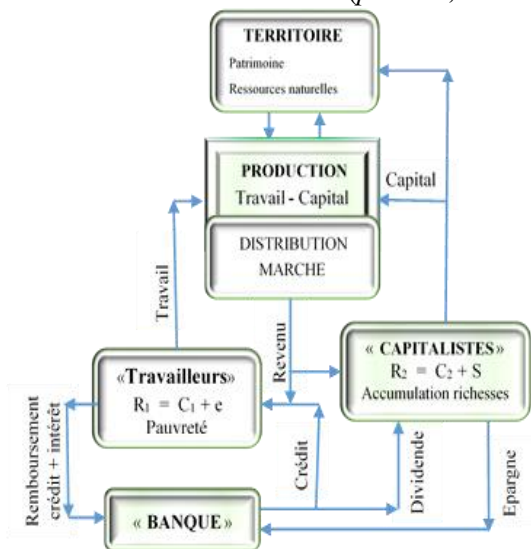 TERRITOIRE
Patrimoine
Ressources naturelles
PRODUCTION
Travail - Capital
Capital
DISTRIBUTION
MARCHE
Travail
Revenu
«Travailleurs»
R₁ = C₁ + e
Pauvreté
« CAPITALISTES»
R₂ = C₂ + S
Accumulation richesses
Remboursement
crédit + intérêt
Crédit
Dividende
Epargne
« BANQUE»